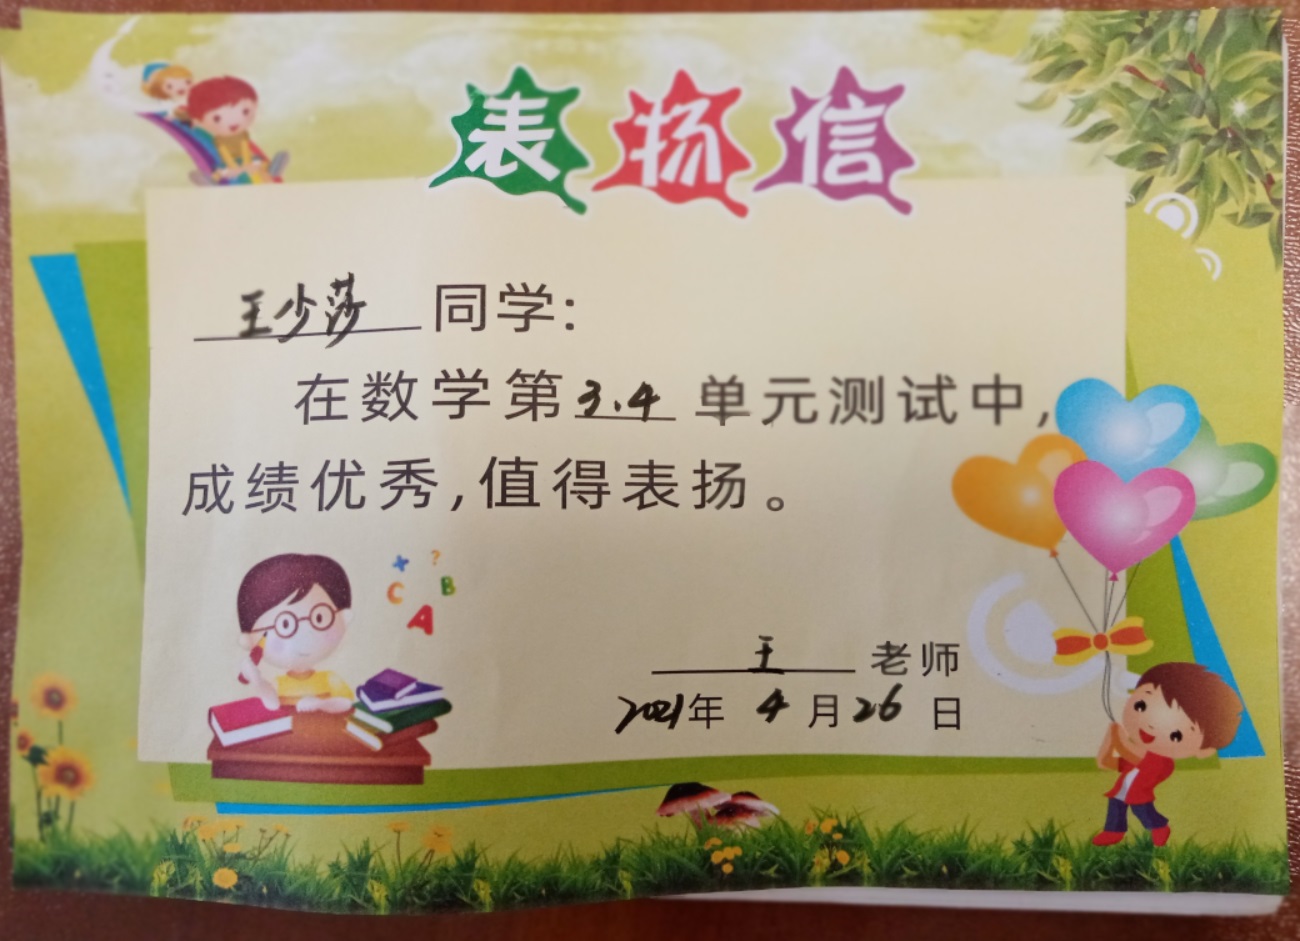 表扬信
王少莎 同学:
在数学第3.4 单元测试中,
成绩优秀,值得表扬。
+ ?
C B
A
王 老师
2021年 4 月 26 日